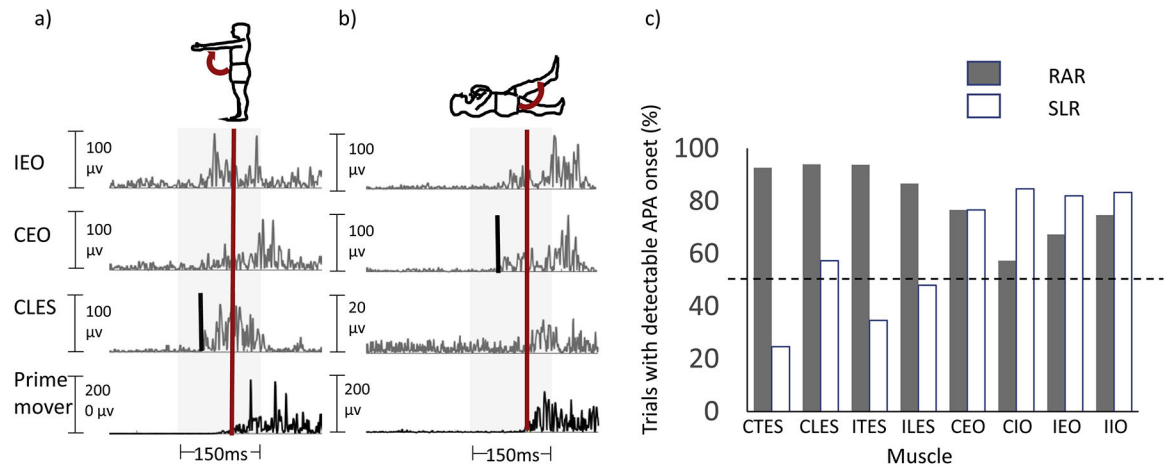 a)
b)
c)
IEO
100
μv
100
μv
CEO
100
μv
100
μv
CLES
100
μv
20
μv
Prime
mover
200
0 μv
200
μv
150ms
150ms
RAR
SLR
Trials with detectable APA onset (%)
100
80
60
40
20
0
CTES CLES ITES ILES CEO CIO IEO IIO
Muscle